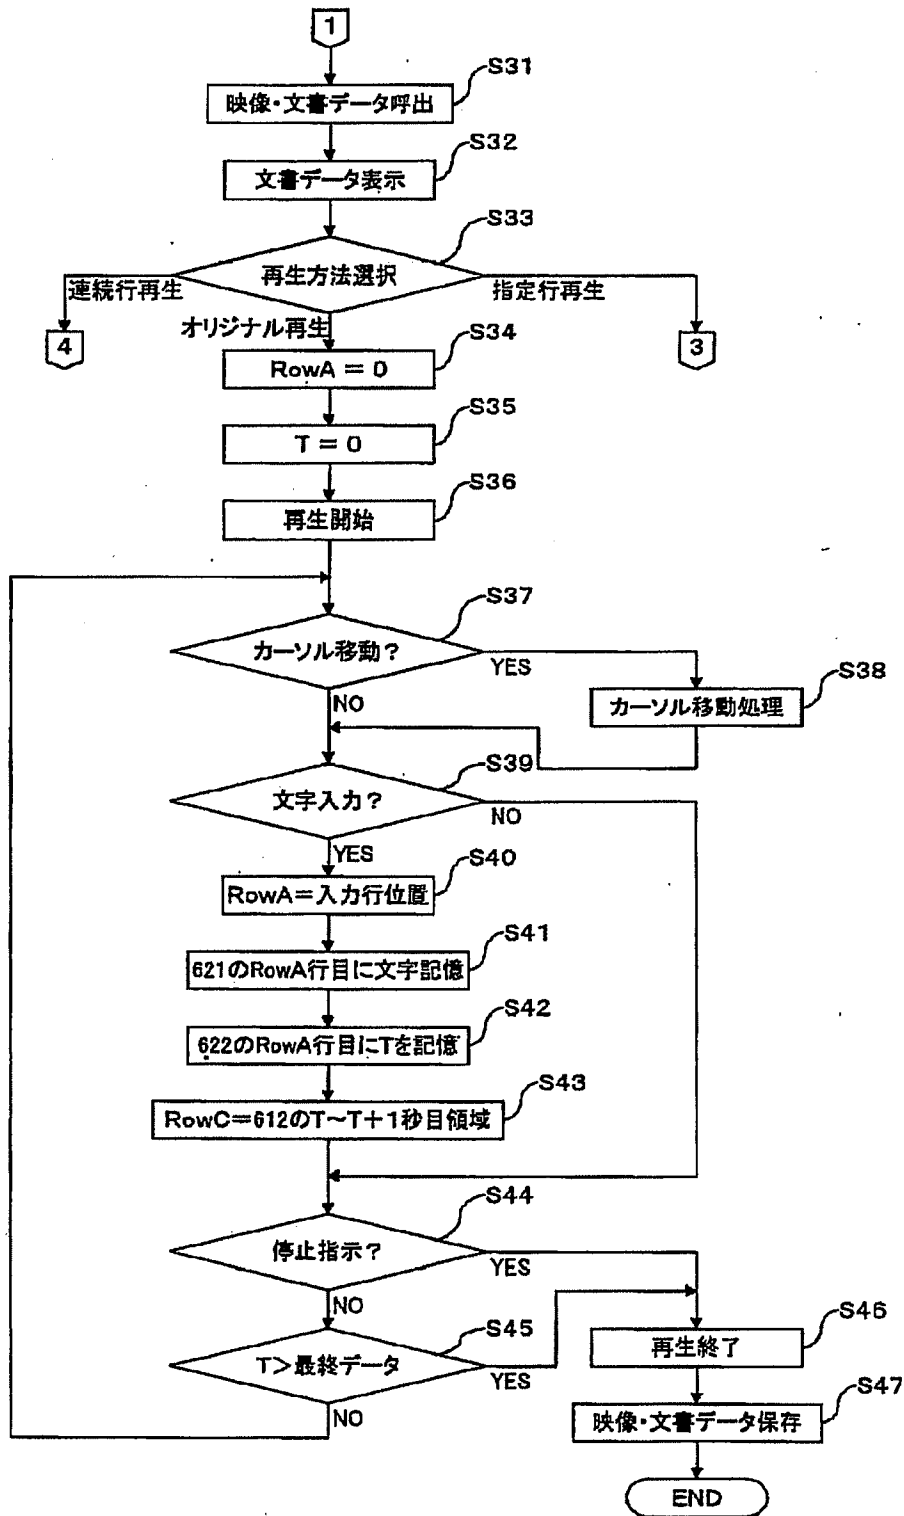 1
S31
映像・文書データ呼出
S32
文書データ表示
S33
再生方法選択
連続行再生
指定行再生
オリジナル再生
4
3
S34
RowA = 0
S35
T = 0
S36
再生開始
S37
カーソル移動?
YES
NO
S38
カーソル移動処理
S39
文字入力?
NO
YES
S40
RowA=入力行位置
S41
621のRowA行目に文字記憶
S42
622のRowA行目にTを記憶
S43
RowC=612のT~T+1秒目領域
S44
停止指示?
YES
NO
S45
T>最終データ
YES
NO
S46
再生終了
S47
映像・文書データ保存
END